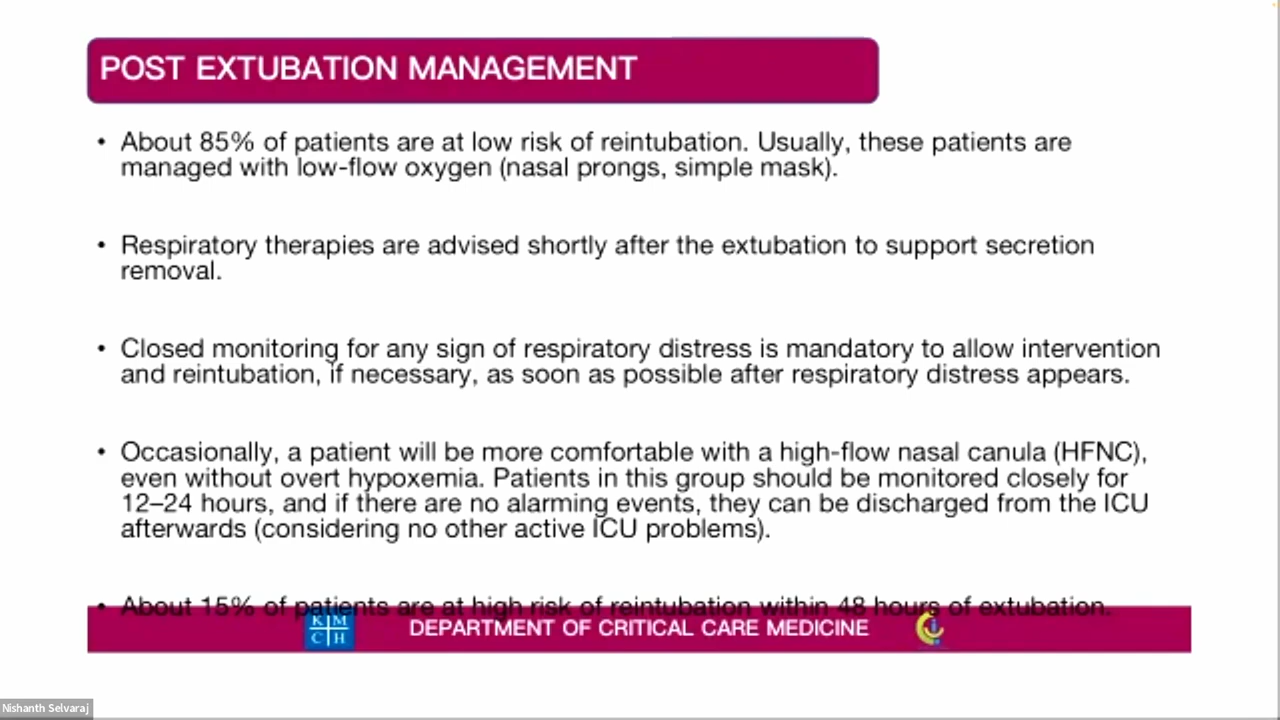 POST EXTUBATION MANAGEMENT
• About 85% of patients are at low risk of reintubation. Usually, these patients are
managed with low-flow oxygen (nasal prongs, simple mask).
• Respiratory therapies are advised shortly after the extubation to support secretion
removal.
• Closed monitoring for any sign of respiratory distress is mandatory to allow intervention
and reintubation, if necessary, as soon as possible after respiratory distress appears.
• Occasionally, a patient will be more comfortable with a high-flow nasal canula (HFNC),
even without overt hypoxemia. Patients in this group should be monitored closely for
12–24 hours, and if there are no alarming events, they can be discharged from the ICU
afterwards (considering no other active ICU problems).
• About 15% of patients are at high risk of reintubation within 48 hours of extubation.
K M
C H
DEPARTMENT OF CRITICAL CARE MEDICINE
Nishanth Selvaraj